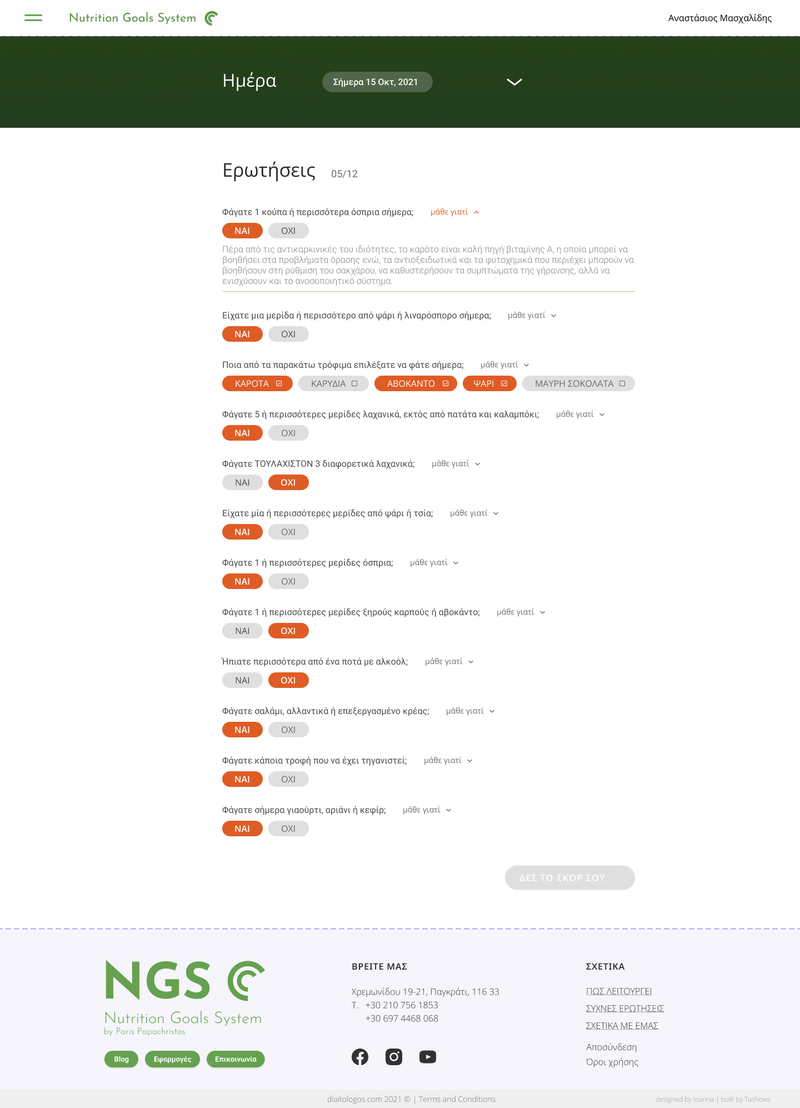 Nutrition Goals System
Αναστάσιος Μασχαλίδης
Ημέρα
Σήμερα 15 Οκτ, 2021
Ερωτήσεις 05/12
Φάγατε 1 κούπα ή περισσότερα όσπρια σήμερα; μάθε γιατί
ΝΑΙ ΟΧΙ
Πέρα από τις αντικαρκινικές του ιδιότητες, το καρότο είναι καλή πηγή βιταμίνης Α, η οποία μπορεί να
βοηθήσει στα προβλήματα όρασης ενώ, τα αντιοξειδωτικά και τα φυτοχημικά που περιέχει μπορούν να
βοηθήσουν στη ρύθμιση του σακχάρου, να καθυστερήσουν τα συμπτώματα της γήρανσης, αλλά να
ενισχύσουν και το ανοσοποιητικό σύστημα.
Είχατε μια μερίδα ή περισσότερο από ψάρι ή λιναρόσπορο σήμερα; μάθε γιατί
ΝΑΙ ΟΧΙ
Ποια από τα παρακάτω τρόφιμα επιλέξατε να φάτε σήμερα; μάθε γιατί
ΚΑΡΟΤΑ ΚΑΡΥΔΙΑ ΑΒΟΚΑΝΤΟ ΨΑΡΙ ΜΑΥΡΗ ΣΟΚΟΛΑΤΑ
Φάγατε 5 ή περισσότερες μερίδες λαχανικά, εκτός από πατάτα και καλαμπόκι; μάθε γιατί
ΝΑΙ ΟΧΙ
Φάγατε ΤΟΥΛΑΧΙΣΤΟΝ 3 διαφορετικά λαχανικά; μάθε γιατί
ΝΑΙ ΟΧΙ
Είχατε μία ή περισσότερες μερίδες από ψάρι ή τσία; μάθε γιατί
ΝΑΙ ΟΧΙ
Φάγατε 1 ή περισσότερες μερίδες όσπρια; μάθε γιατί
ΝΑΙ ΟΧΙ
Φάγατε 1 ή περισσότερες μερίδες ξηρούς καρπούς ή αβοκάντο; μάθε γιατί
ΝΑΙ ΟΧΙ
Ήπιατε περισσότερα από ένα ποτά με αλκοόλ; μάθε γιατί
ΝΑΙ ΟΧΙ
Φάγατε σαλάμι, αλλαντικά ή επεξεργασμένο κρέας; μάθε γιατί
ΝΑΙ ΟΧΙ
Φάγατε κάποια τροφή που να έχει τηγανιστεί; μάθε γιατί
ΝΑΙ ΟΧΙ
Φάγατε σήμερα γιαούρτι, αριάνι ή κεφίρ; μάθε γιατί
ΝΑΙ ΟΧΙ
ΔΕΣ ΤΟ ΣΚΟΡ ΣΟΥ
NGS
Nutrition Goals System
by Paris Papachristos
Blog Εφαρμογές Επικοινωνία
ΒΡΕΙΤΕ ΜΑΣ
Χρεμωνίδου 19-21, Παγκράτι, 116 33
Τ. +30 210 756 1853
+30 697 4468 068
ΣΧΕΤΙΚΑ
ΠΩΣ ΛΕΙΤΟΥΡΓΕΙ
ΣΥΧΝΕΣ ΕΡΩΤΗΣΕΙΣ
ΣΧΕΤΙΚΑ ΜΕ ΕΜΑΣ
Αποσύνδεση
Όροι χρήσης
diaitologos.com 2021 © | Terms and Conditions
designed by Ioanna | built by Tashows